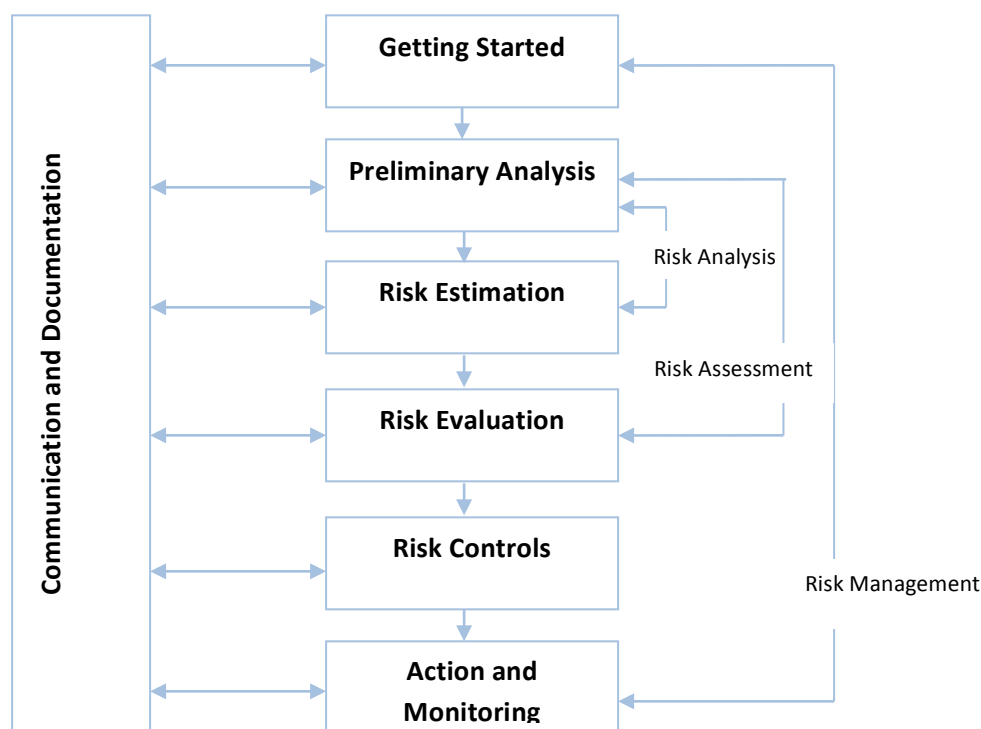 Communication and Documentation
Getting Started
Preliminary Analysis
Risk Analysis
Risk Estimation
Risk Assessment
Risk Evaluation
Risk Controls
Risk Management
Action and
Monitoring